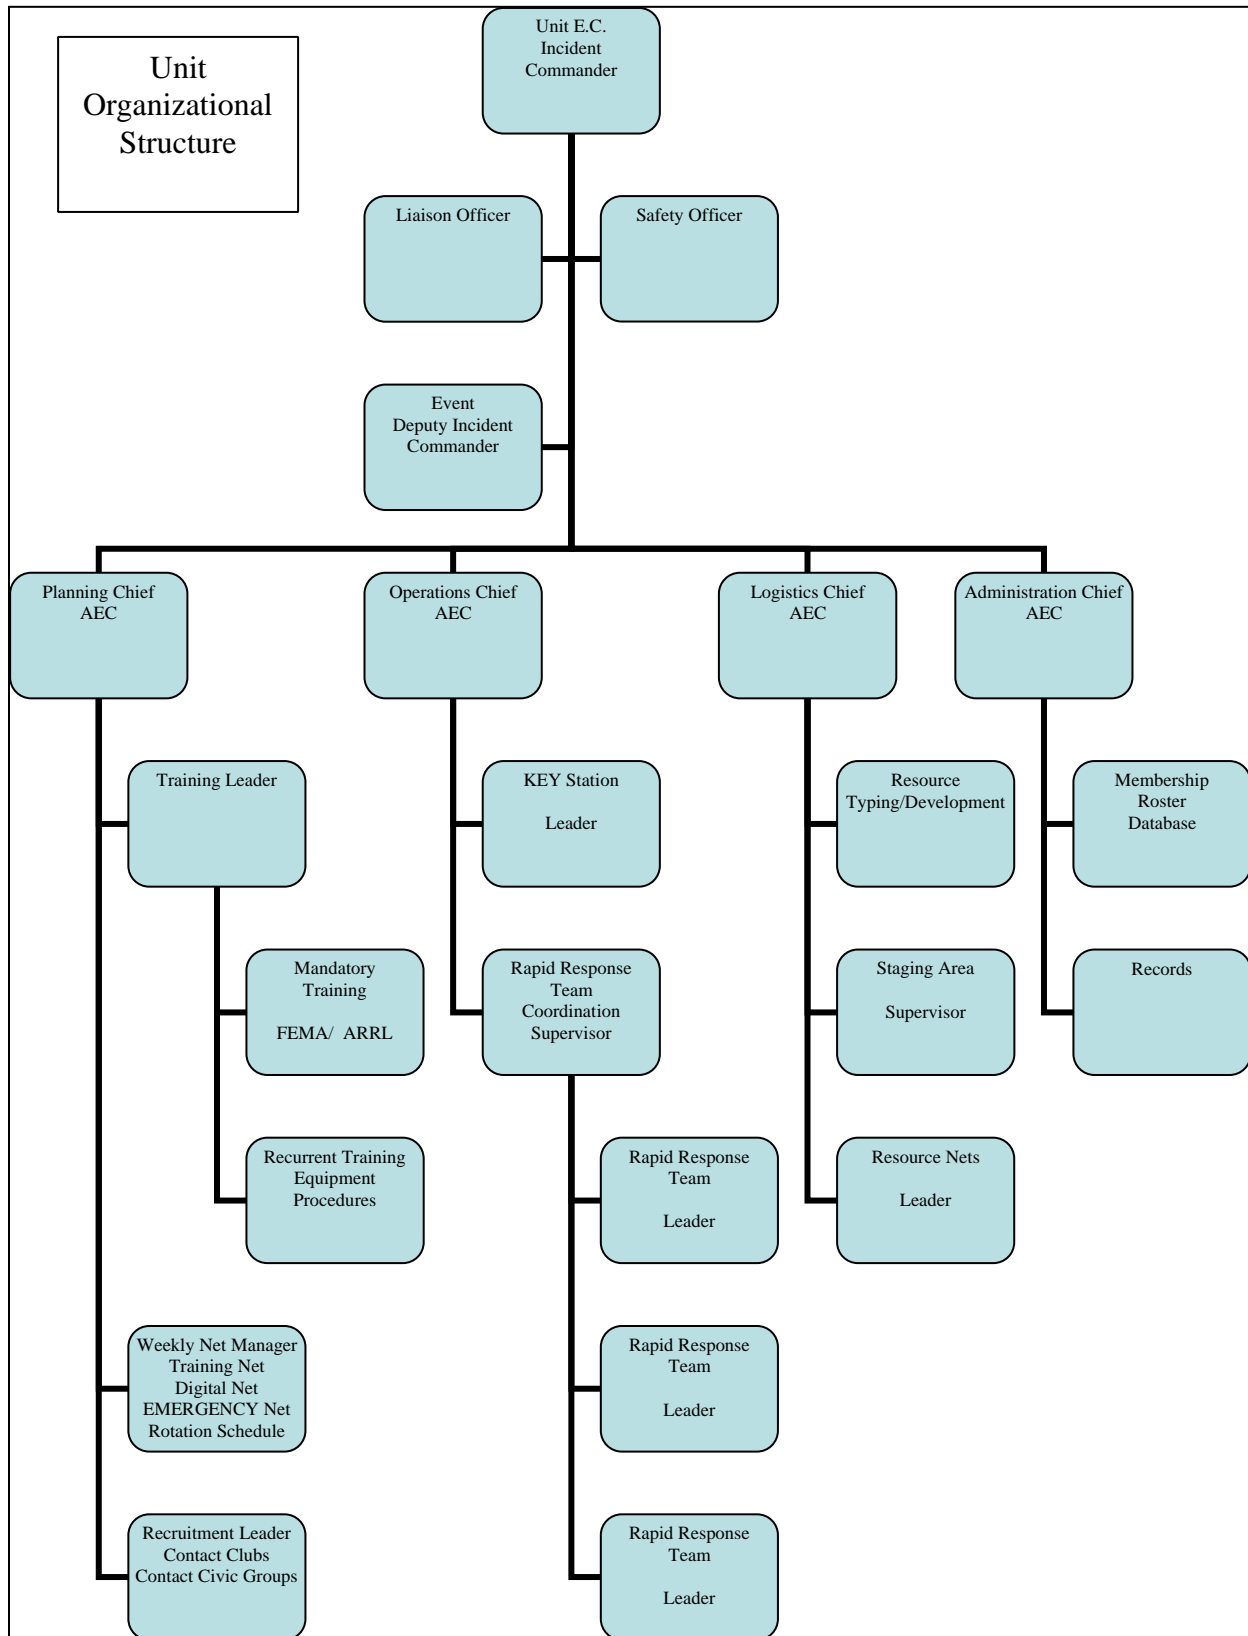 Unit
Organizational
Structure
Unit E.C.
Incident
Commander
Liaison Officer
Safety Officer
Event
Deputy Incident
Commander
Planning Chief
AEC
Operations Chief
AEC
Logistics Chief
AEC
Administration Chief
AEC
Training Leader
KEY Station
Leader
Resource
Typing/Development
Membership
Roster
Database
Mandatory
Training
FEMA/ ARRL
Rapid Response
Team
Coordination
Supervisor
Staging Area
Supervisor
Records
Recurrent Training
Equipment
Procedures
Rapid Response
Team
Leader
Resource Nets
Leader
Weekly Net Manager
Training Net
Digital Net
EMERGENCY Net
Rotation Schedule
Rapid Response
Team
Leader
Recruitment Leader
Contact Clubs
Contact Civic Groups
Rapid Response
Team
Leader